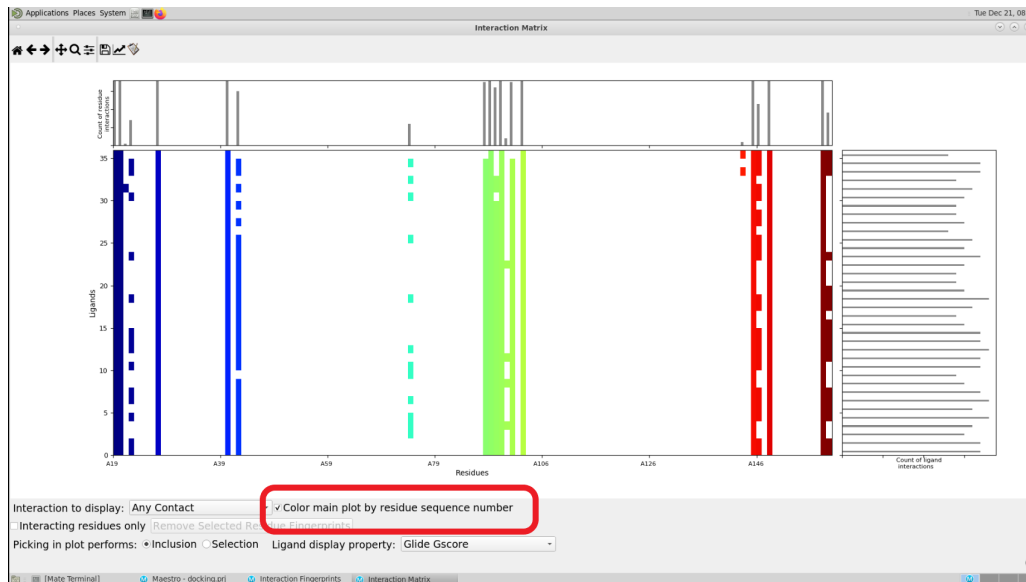 Applications Places System
Tue Dec 21, 08
Interaction Matrix
Count of residue
interactions
35
30
25
20
15
10
5
0
Ligands
A19 A39 A59 A79 A106 A126 A146
Residues
Count of ligand
interactions
Interaction to display: Any Contact Color main plot by residue sequence number
Interacting residues only Remove Selected Residue Fingerprints
Picking in plot performs: Inclusion Selection Ligand display property: Glide Gscore
[Mate Terminal] Maestro - docking.prj Interaction Fingerprints Interaction Matrix